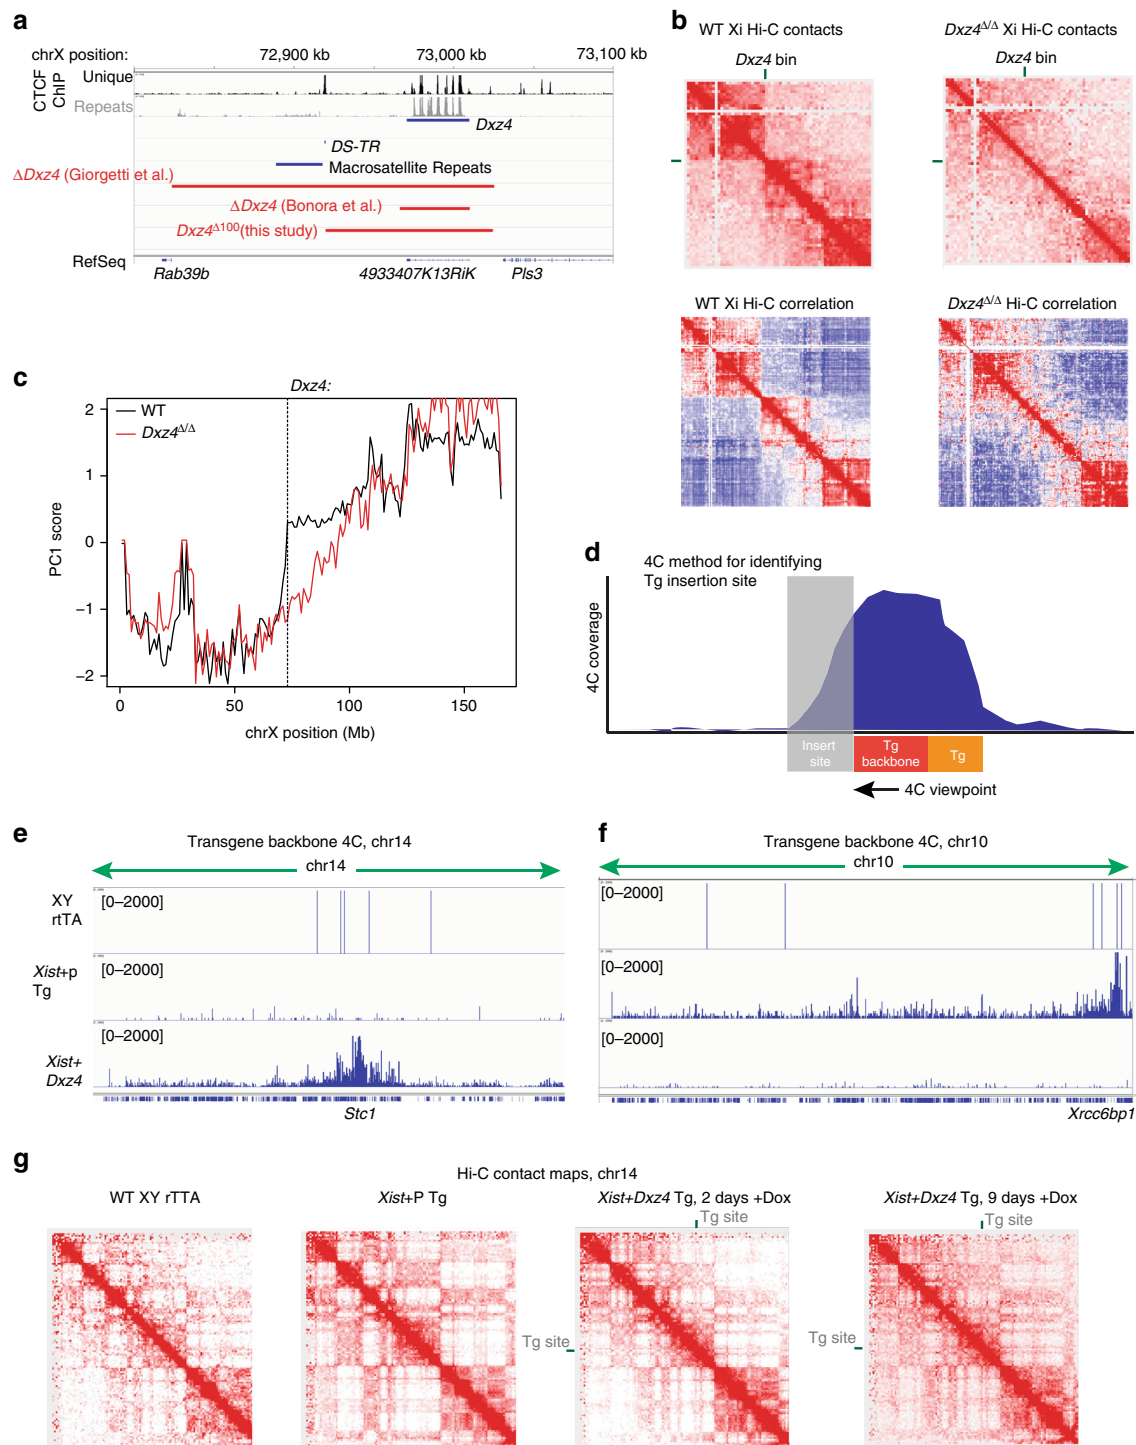 a
chrX position:
72,900 kb
73,000 kb
73,100 kb
CTCF
ChIP
Unique
Repeats
Dxz4
DS-TR
Macrosatellite Repeats
ΔDxz4 (Giorgetti et al.)
ΔDxz4 (Bonora et al.)
Dxz4Δ100(this study)
RefSeq
Rab39b
4933407K13RiK
Pls3
b
WT Xi Hi-C contacts
Dxz4 bin
Dxz4Δ/Δ Xi Hi-C contacts
Dxz4 bin
WT Xi Hi-C correlation
Dxz4Δ/Δ Hi-C correlation
c
Dxz4:
WT
Dxz4Δ/Δ
PC1 score
2
1
0
−1
−2
0
50
100
150
chrX position (Mb)
d
4C method for identifying
Tg insertion site
4C coverage
Insert
site
Tg
backbone
Tg
4C viewpoint
e
Transgene backbone 4C, chr14
chr14
XY
rtTA
[0–2000]
Xist+p
Tg
[0–2000]
Xist+
Dxz4
[0–2000]
Stc1
f
Transgene backbone 4C, chr10
chr10
[0–2000]
[0–2000]
[0–2000]
Xrcc6bp1
g
Hi-C contact maps, chr14
WT XY rTTA
Xist+P Tg
Xist+Dxz4 Tg, 2 days +Dox
Tg site
Tg site
Xist+Dxz4 Tg, 9 days +Dox
Tg site
Tg site